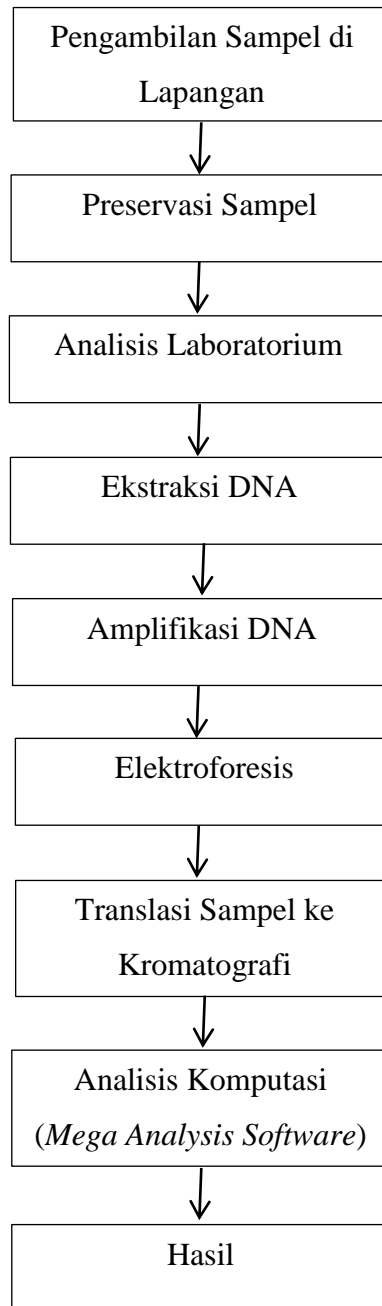 Pengambilan Sampel di
Lapangan
Preservasi Sampel
Analisis Laboratorium
Ekstraksi DNA
Amplifikasi DNA
Elektroforesis
Translasi Sampel ke
Kromatografi
Analisis Komputasi
(Mega Analysis Software)
Hasil